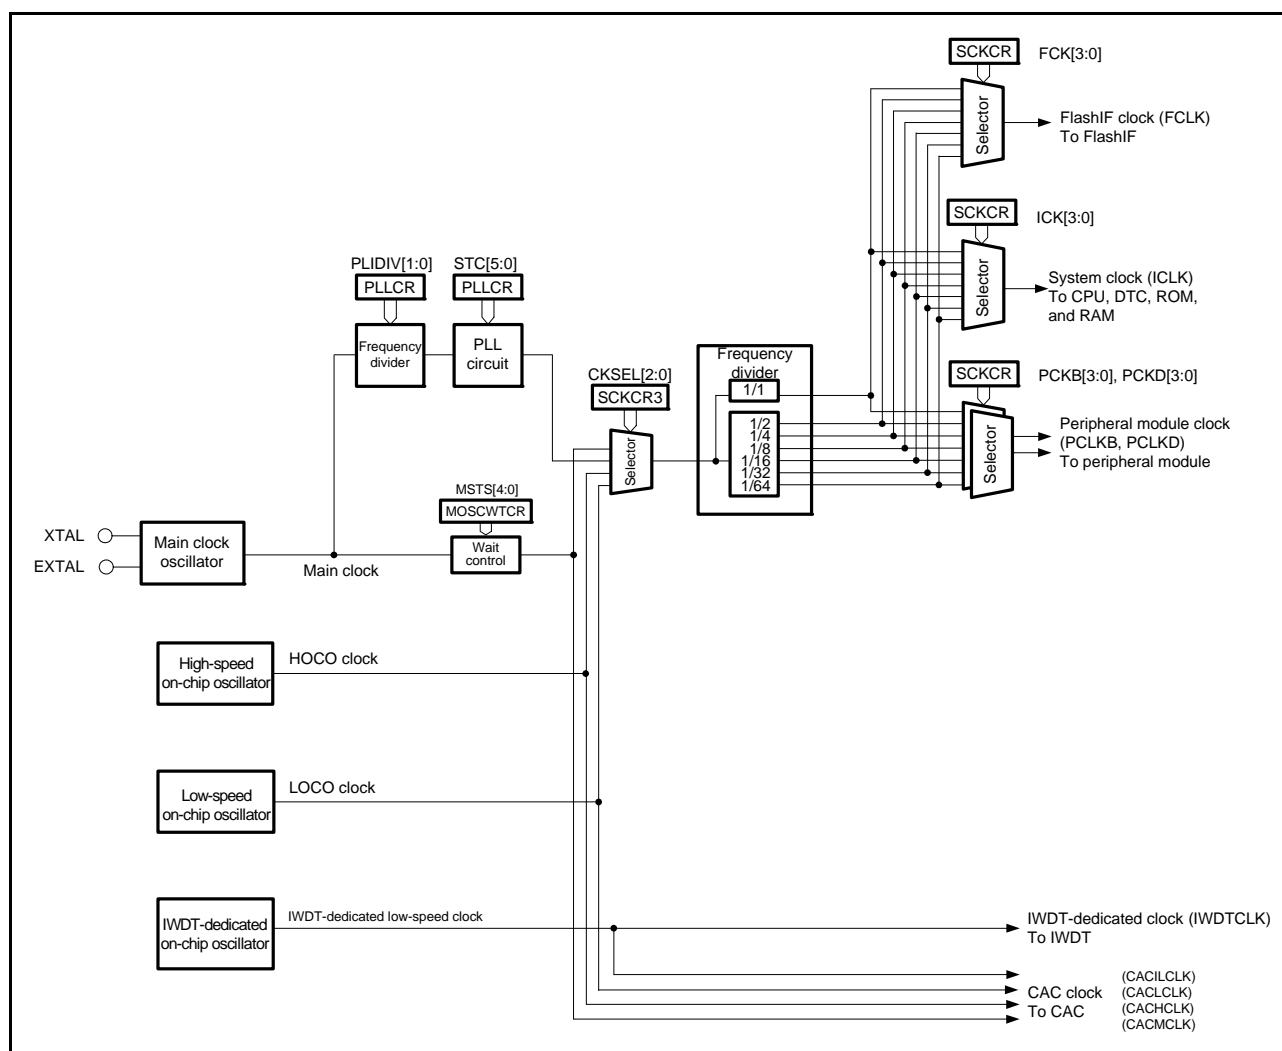 SCKCR
FCK[3:0]
Selector
FlashIF clock (FCLK)
To FlashIF
SCKCR
ICK[3:0]
Selector
System clock (ICLK)
To CPU, DTC, ROM,
and RAM
PLIDIV[1:0]
STC[5:0]
PLLCR
PLLCR
Frequency
divider
PLL
circuit
CKSEL[2:0]
SCKCR3
Selector
Frequency
divider
1/1
1/2
1/4
1/8
1/16
1/32
1/64
SCKCR
PCKB[3:0], PCKD[3:0]
Selector
Peripheral module clock
(PCLKB, PCLKD)
To peripheral module
MSTS[4:0]
MOSCWTCR
Wait
control
XTAL
EXTAL
Main clock
oscillator
Main clock
High-speed
on-chip oscillator
HOCO clock
Low-speed
on-chip oscillator
LOCO clock
IWDT-dedicated
on-chip oscillator
IWDT-dedicated low-speed clock
IWDT-dedicated clock (IWDTCLK)
To IWDT
CAC clock
To CAC
(CACILCLK)
(CACLCLK)
(CACHCLK)
(CACMCLK)